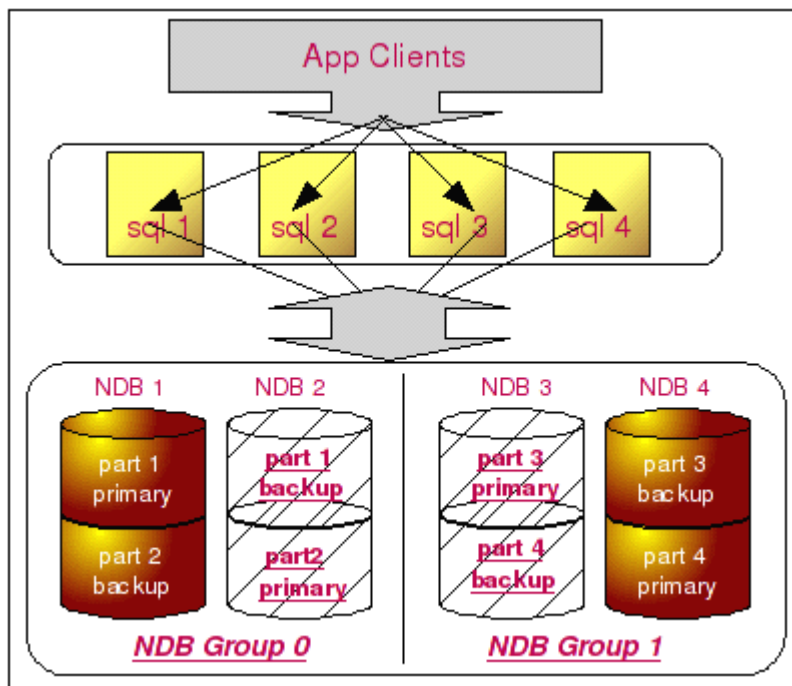 App Clients
sql 1
sql 2
sql 3
sql 4
NDB 1
NDB 2
NDB 3
NDB 4
part 1
primary
part 2
backup
part 1
backup
part2
primary
part 3
primary
part 4
backup
part 3
backup
part 4
primary
NDB Group 0
NDB Group 1